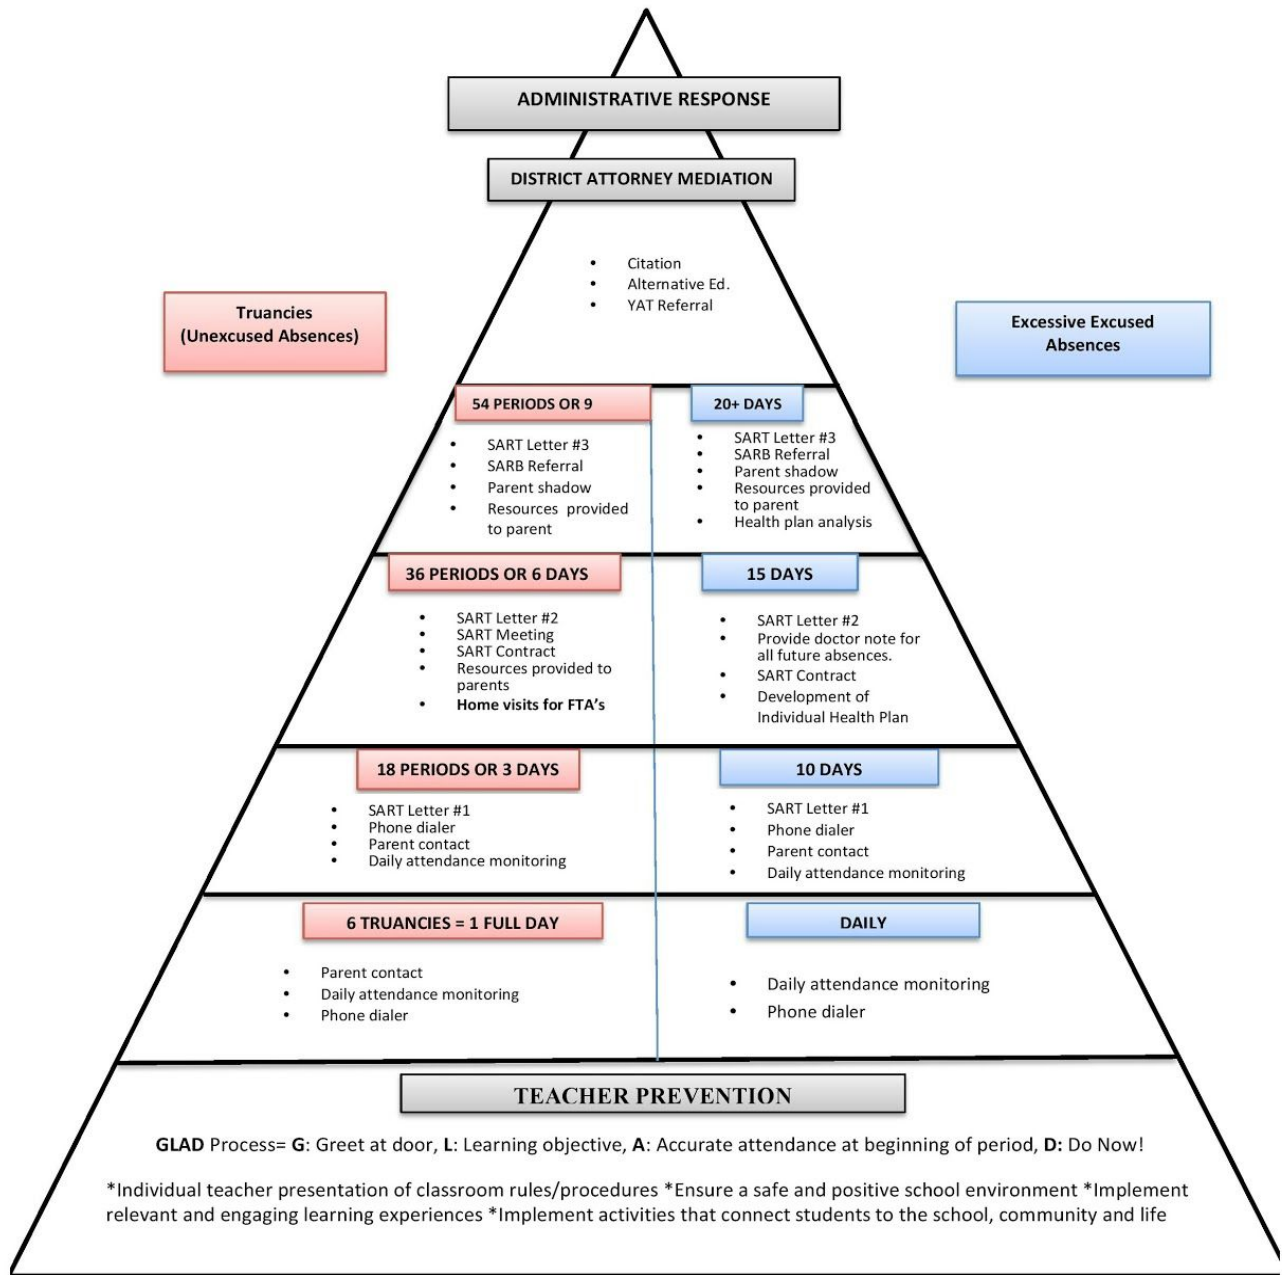 ADMINISTRATIVE RESPONSE
DISTRICT ATTORNEY MEDIATION
• Citation
• Alternative Ed.
• YAT Referral
Truancies
(Unexcused Absences)
Excessive Excused
Absences
54 PERIODS OR 9
• SART Letter #3
• SARB Referral
• Parent shadow
• Resources provided
to parent
20+ DAYS
• SART Letter #3
• SARB Referral
• Parent shadow
• Resources provided
to parent
• Health plan analysis
36 PERIODS OR 6 DAYS
• SART Letter #2
• SART Meeting
• SART Contract
• Resources provided to
parents
• Home visits for FTA's
15 DAYS
• SART Letter #2
• Provide doctor note for
all future absences.
• SART Contract
• Development of
Individual Health Plan
18 PERIODS OR 3 DAYS
• SART Letter #1
• Phone dialer
• Parent contact
• Daily attendance monitoring
10 DAYS
• SART Letter #1
• Phone dialer
• Parent contact
• Daily attendance monitoring
6 TRUANCIES = 1 FULL DAY
• Parent contact
• Daily attendance monitoring
• Phone dialer
DAILY
• Daily attendance monitoring
• Phone dialer
TEACHER PREVENTION
GLAD Process= G: Greet at door, L: Learning objective, A: Accurate attendance at beginning of period, D: Do Now!
*Individual teacher presentation of classroom rules/procedures *Ensure a safe and positive school environment *Implement
relevant and engaging learning experiences *Implement activities that connect students to the school, community and life